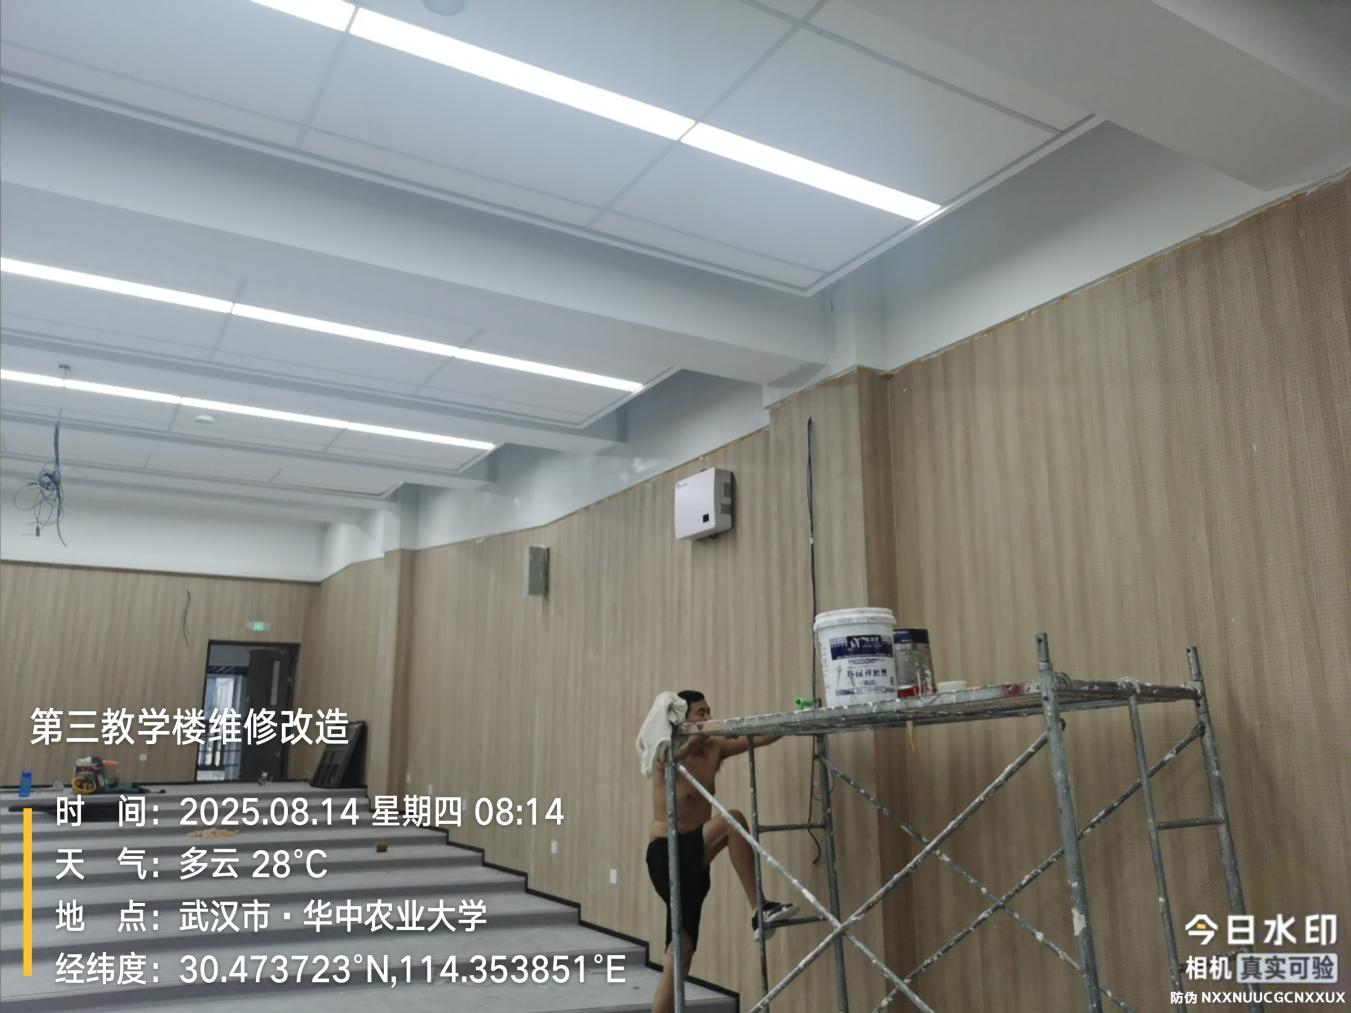 第三教学楼维修改造
时 间：2025.08.14 星期四 08:14
天 气：多云 28°C
地 点：武汉市·华中农业大学
经纬度：30.473723°N,114.353851°E
今日水印
相机 真实可验
防伪 NXXNUUCGCNXXUX